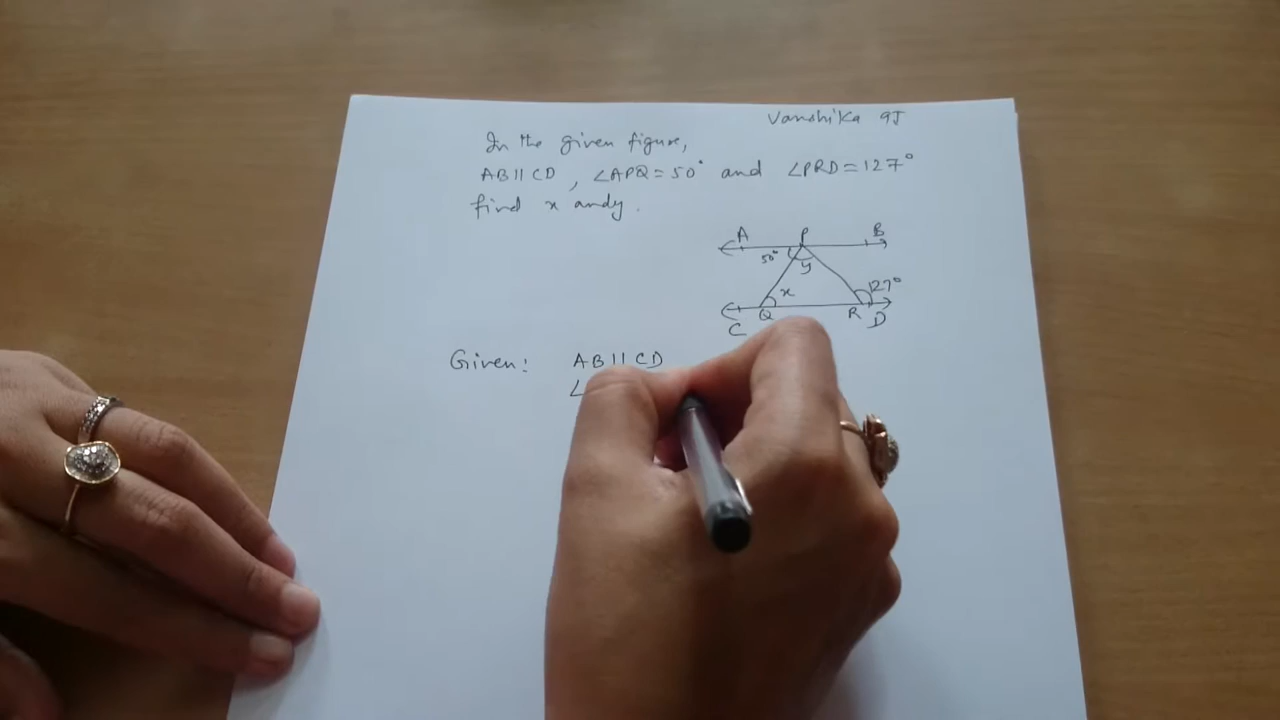 Vanshika 9J
In the given figure,
AB || CD , ∠APQ = 50° and ∠PRD = 127°
find x and y.
A P B
50° y
x 127°
Q R
C D
Given: AB || CD
∠